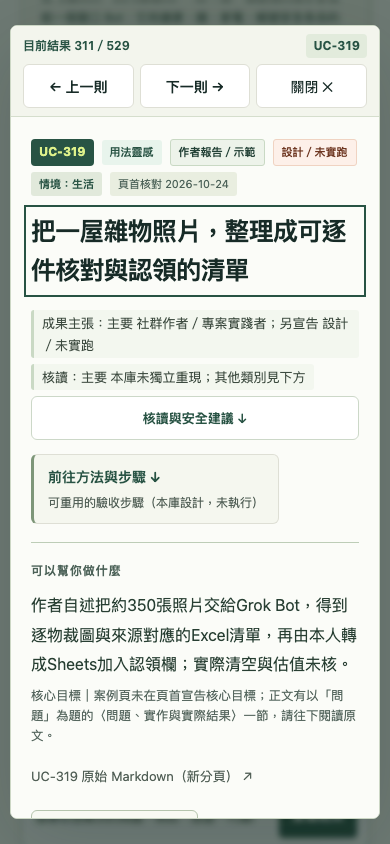 目前結果 311 / 529
UC-319
← 上一則
下一則 →
關閉 ✕
UC-319
用法靈感
作者報告 / 示範
設計 / 未實跑
情境：生活
頁首核對 2026-10-24
把一屋雜物照片，整理成可逐
件核對與認領的清單
成果主張：主要 社群作者 / 專案實踐者；另宣告 設計
/ 未實跑
核讀：主要 本庫未獨立重現；其他類別見下方
核讀與安全建議 ↓
前往方法與步驟 ↓
可重用的驗收步驟（本庫設計，未執行）
可以幫你做什麼
作者自述把約350張照片交給Grok Bot，得到
逐物裁圖與來源對應的Excel清單，再由本人轉
成Sheets加入認領欄；實際清空與估值未核。
核心目標｜案例頁未在頁首宣告核心目標；正文有以「問
題」為題的〈問題、實作與實際結果〉一節，請往下閱讀原
文。
UC-319 原始 Markdown（新分頁） ↗